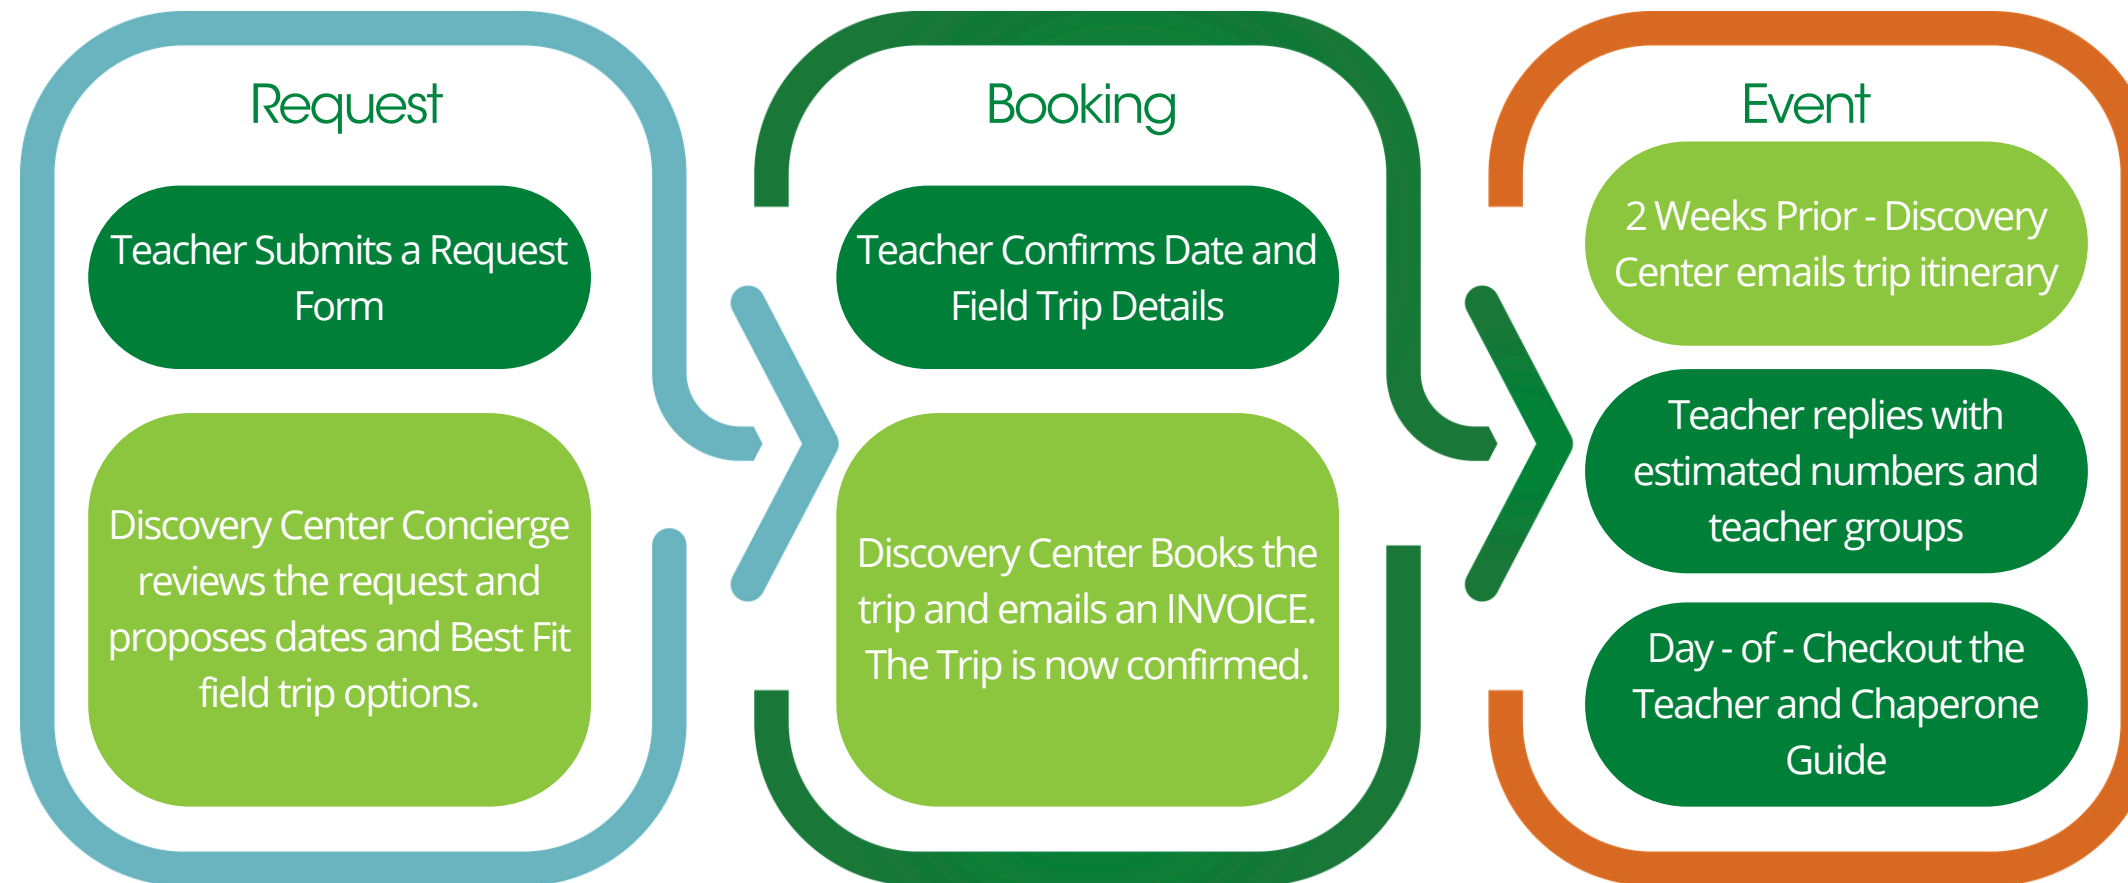 Request
Teacher Submits a Request
Form
Discovery Center Concierge
reviews the request and
proposes dates and Best Fit
field trip options.
Booking
Teacher Confirms Date and
Field Trip Details
Discovery Center Books the
trip and emails an INVOICE.
The Trip is now confirmed.
Event
2 Weeks Prior - Discovery
Center emails trip itinerary
Teacher replies with
estimated numbers and
teacher groups
Day - of - Checkout the
Teacher and Chaperone
Guide